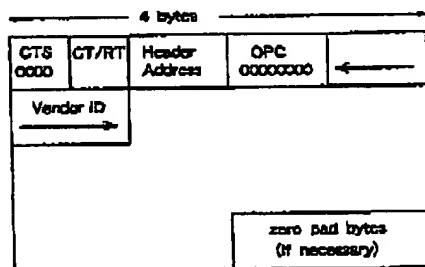 4 bytes
CTS CT/RT Header OPC
0000 Address 00000000
Vendor ID
zero pad bytes
(if necessary)